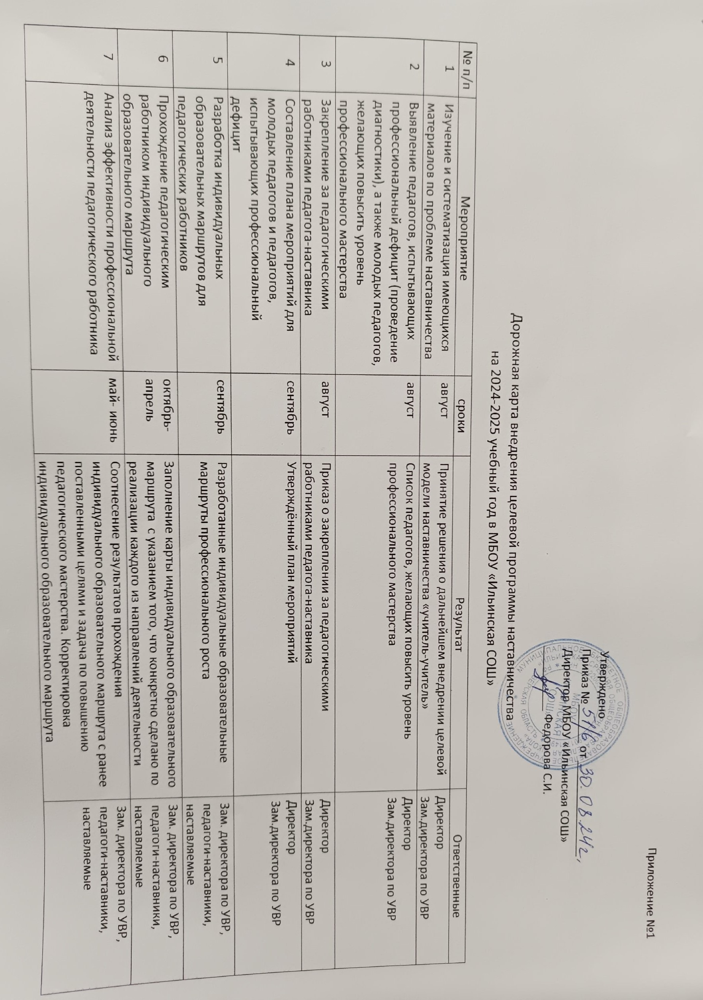 Приложение №1
Утверждено
Приказ № 51/6 от 30.08.24г.
Директор МБОУ «Ильинская СОШ»
Федорова С.И.
Дорожная карта внедрения целевой программы наставничества
на 2024-2025 учебный год в МБОУ «Ильинская СОШ»
№ п/п
Мероприятие
сроки
Результат
Ответственные
1
Изучение и систематизация имеющихся
материалов по проблеме наставничества
август
Принятие решения о дальнейшем внедрении целевой
модели наставничества «учитель-учитель»
Директор
Зам.директора по УВР
2
Выявление педагогов, испытывающих
профессиональный дефицит (проведение
диагностики), а также молодых педагогов,
желающих повысить уровень
профессионального мастерства
август
Список педагогов, желающих повысить уровень
профессионального мастерства
Директор
Зам.директора по УВР
3
Закрепление за педагогическими
работниками педагога-наставника
август
Приказ о закреплении за педагогическими
работниками педагога-наставника
Директор
Зам.директора по УВР
4
Составление плана мероприятий для
молодых педагогов и педагогов,
испытывающих профессиональный
дефицит
сентябрь
Утверждённый план мероприятий
Директор
Зам.директора по УВР
5
Разработка индивидуальных
образовательных маршрутов для
педагогических работников
сентябрь
Разработанные индивидуальные образовательные
маршруты профессионального роста
Зам. директора по УВР,
педагоги-наставники,
наставляемые
6
Прохождение педагогическим
работником индивидуального
образовательного маршрута
октябрь-
апрель
Заполнение карты индивидуального образовательного
маршрута с указанием того, что конкретно сделано по
реализации каждого из направлений деятельности
Зам. директора по УВР,
педагоги-наставники,
наставляемые
7
Анализ эффективности профессиональной
деятельности педагогического работника
май- июнь
Соотнесение результатов прохождения
индивидуального образовательного маршрута с ранее
поставленными целями и задача по повышению
педагогического мастерства. Корректировка
индивидуального образовательного маршрута
Зам. директора по УВР,
педагоги-наставники,
наставляемые